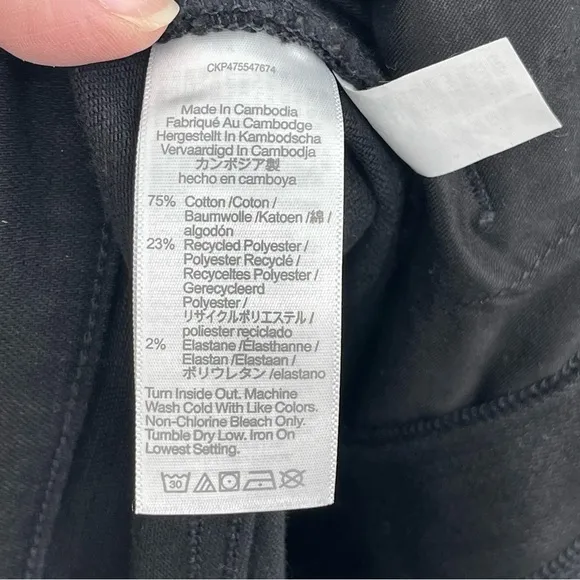 CKP475547674
Made In Cambodia
Fabriqué Au Cambodge
Hergestellt In Kambodscha
Vervaardigd In Cambodja
カンボジア製
hecho en camboya
75% Cotton /Coton /
Baumwolle /Katoen /綿 /
algodón
23% Recycled Polyester /
Polyester Recyclé /
Recyceltes Polyester /
Gerecycleerd
Polyester /
リサイクルポリエステル /
poliester reciclado
2% Elastane /Élasthanne /
Elastan /Elastaan /
ポリウレタン /elastano
Turn Inside Out. Machine
Wash Cold With Like Colors.
Non-Chlorine Bleach Only.
Tumble Dry Low. Iron On
Lowest Setting.
30